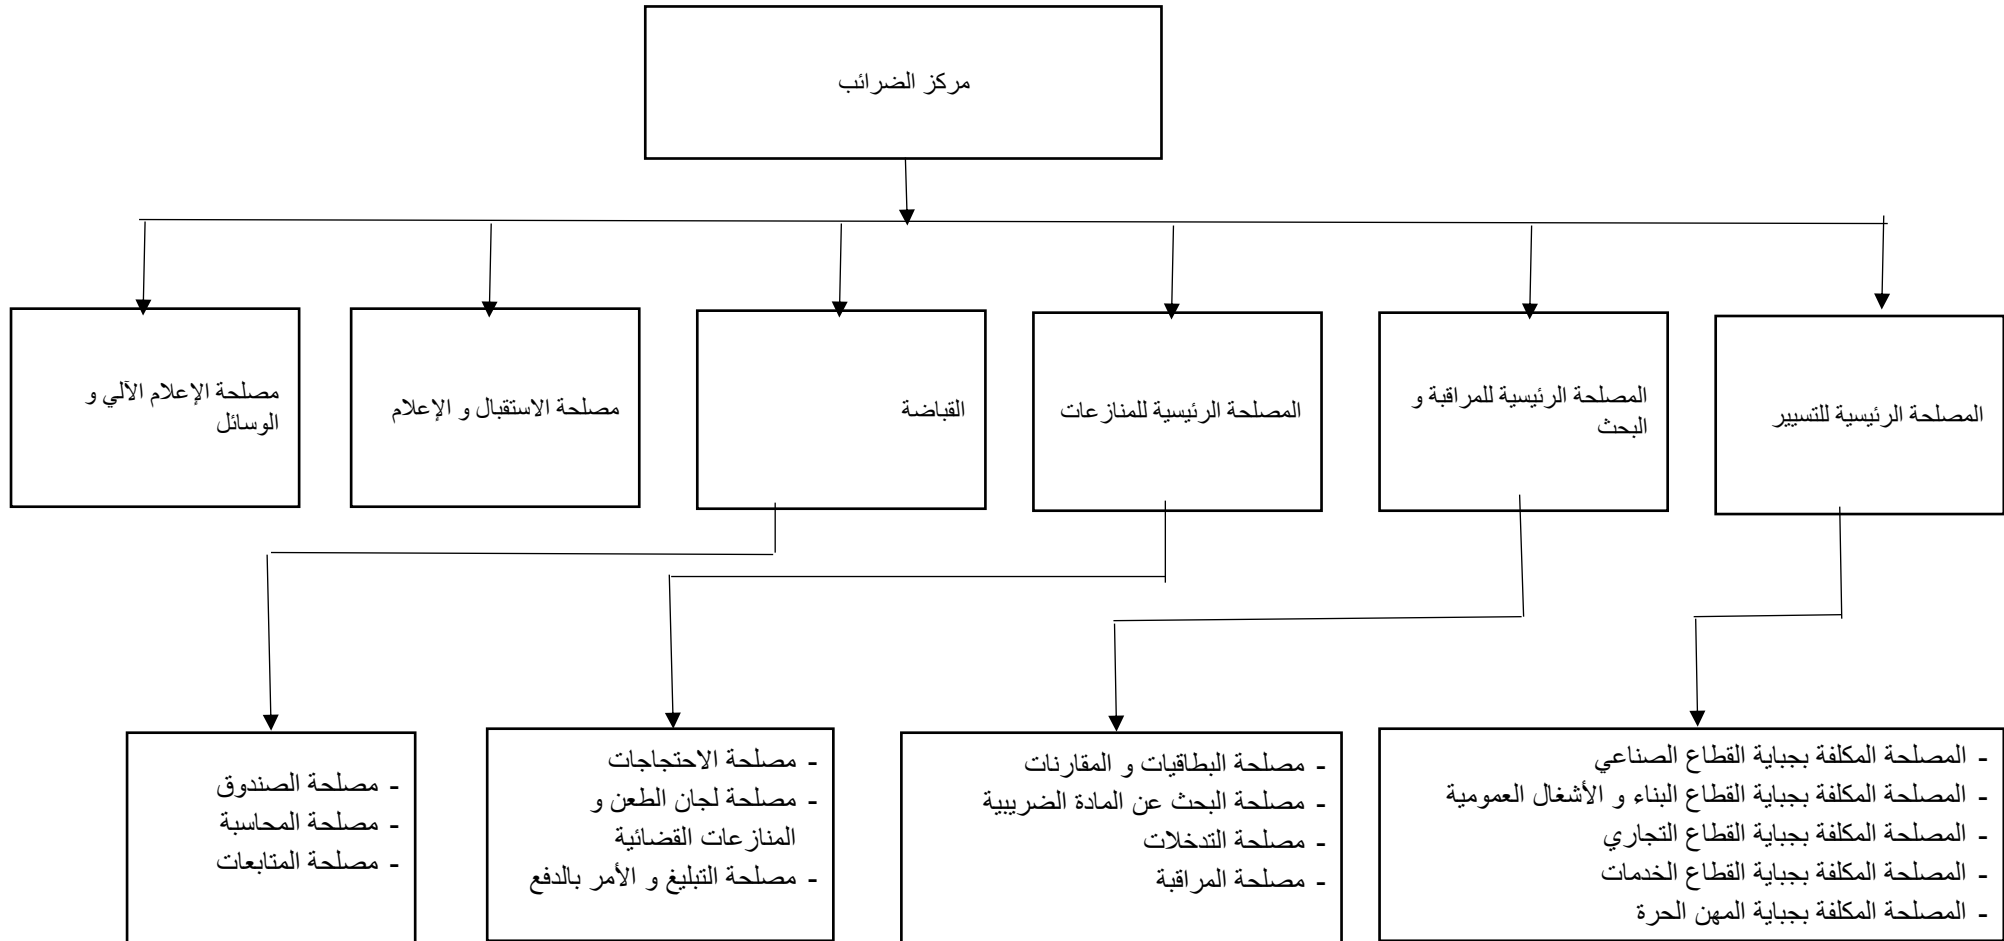 مركز الضرائب
المصلحة الرئيسية للتسيير
المصلحة الرئيسية للمراقبة و
البحث
المصلحة الرئيسية للمنازعات
القباضة
مصلحة الاستقبال و الإعلام
مصلحة الإعلام الآلي و
الوسائل
- المصلحة المكلفة بجباية القطاع الصناعي
- المصلحة المكلفة بجباية القطاع البناء و الأشغال العمومية
- المصلحة المكلفة بجباية القطاع التجاري
- المصلحة المكلفة بجباية القطاع الخدمات
- المصلحة المكلفة بجباية المهن الحرة
- مصلحة البطاقيات و المقارنات
- مصلحة البحث عن المادة الضريبية
- مصلحة التدخلات
- مصلحة المراقبة
- مصلحة الاحتجاجات
- مصلحة لجان الطعن و
المنازعات القضائية
- مصلحة التبليغ و الأمر بالدفع
- مصلحة الصندوق
- مصلحة المحاسبة
- مصلحة المتابعات